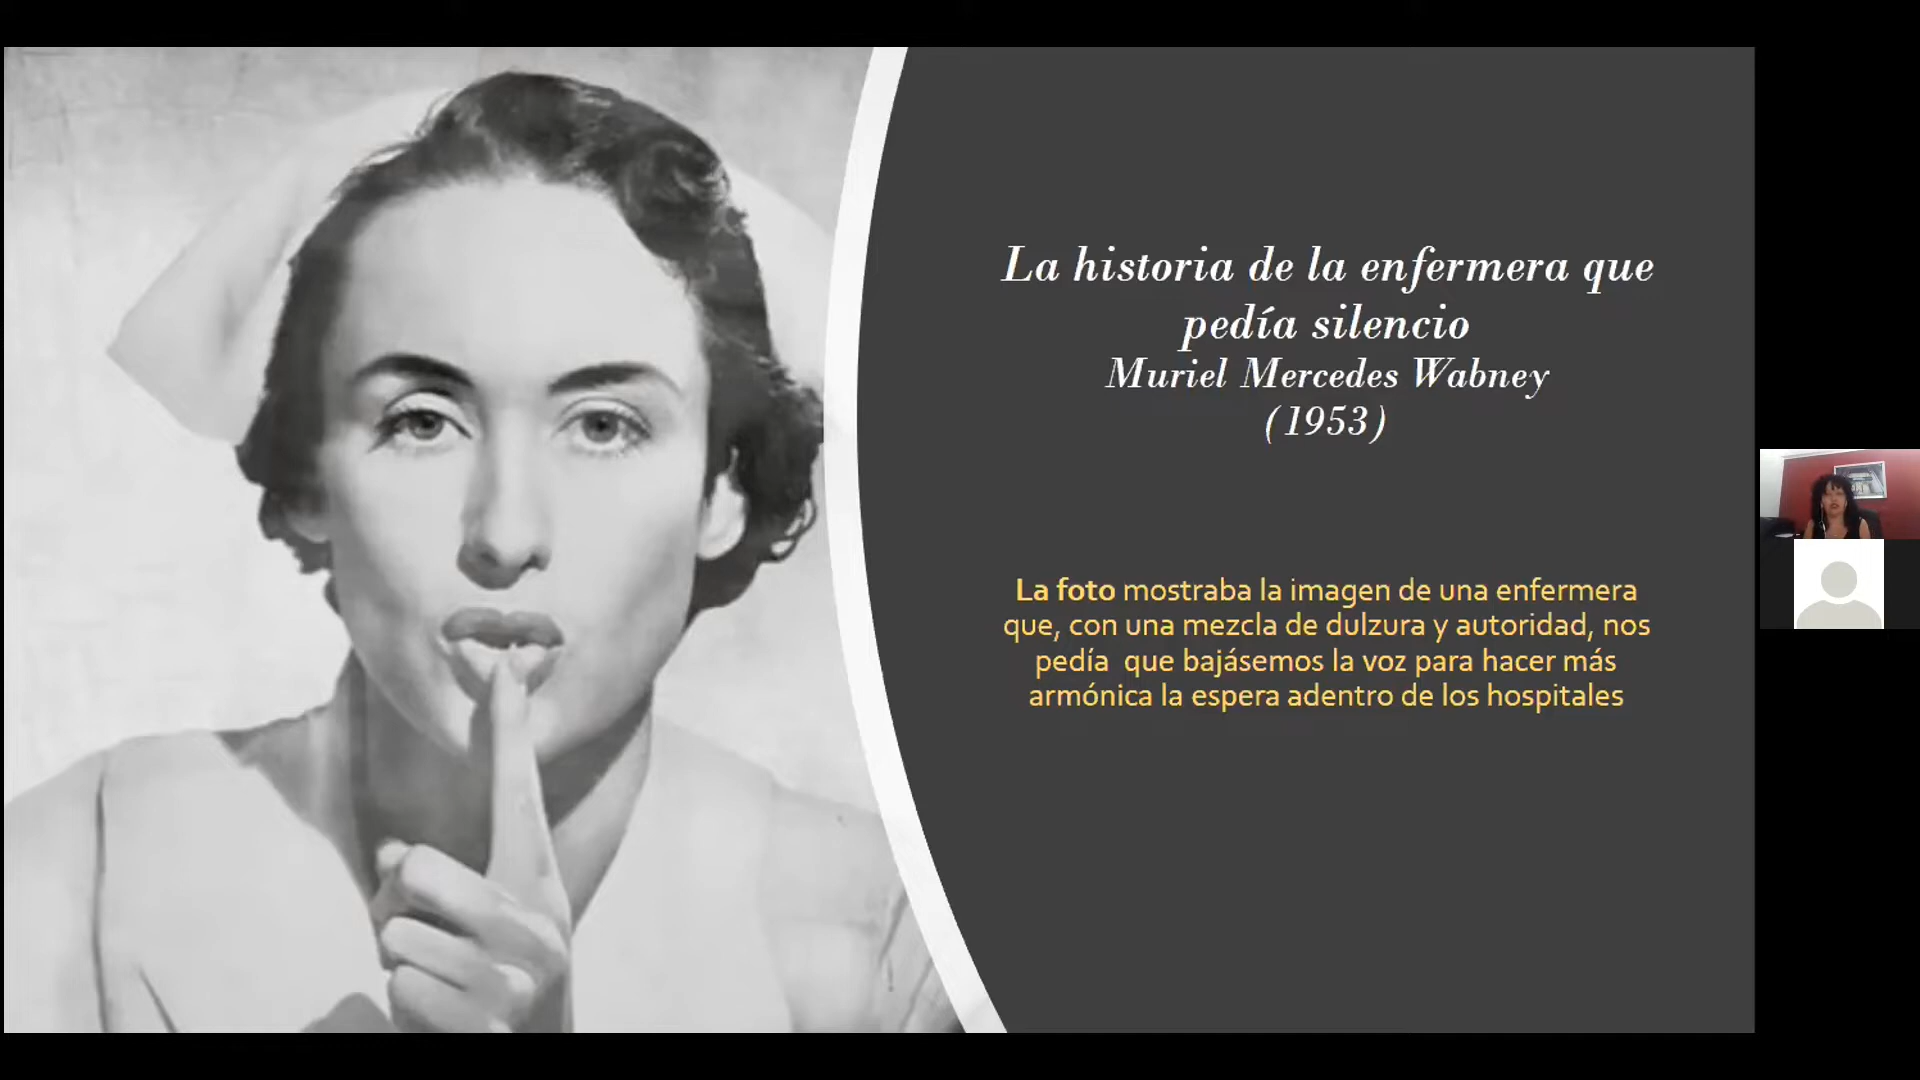 La historia de la enfermera que
pedía silencio
Muriel Mercedes Wabney
(1953)
La foto mostraba la imagen de una enfermera
que, con una mezcla de dulzura y autoridad, nos
pedía que bajásemos la voz para hacer más
armónica la espera adentro de los hospitales